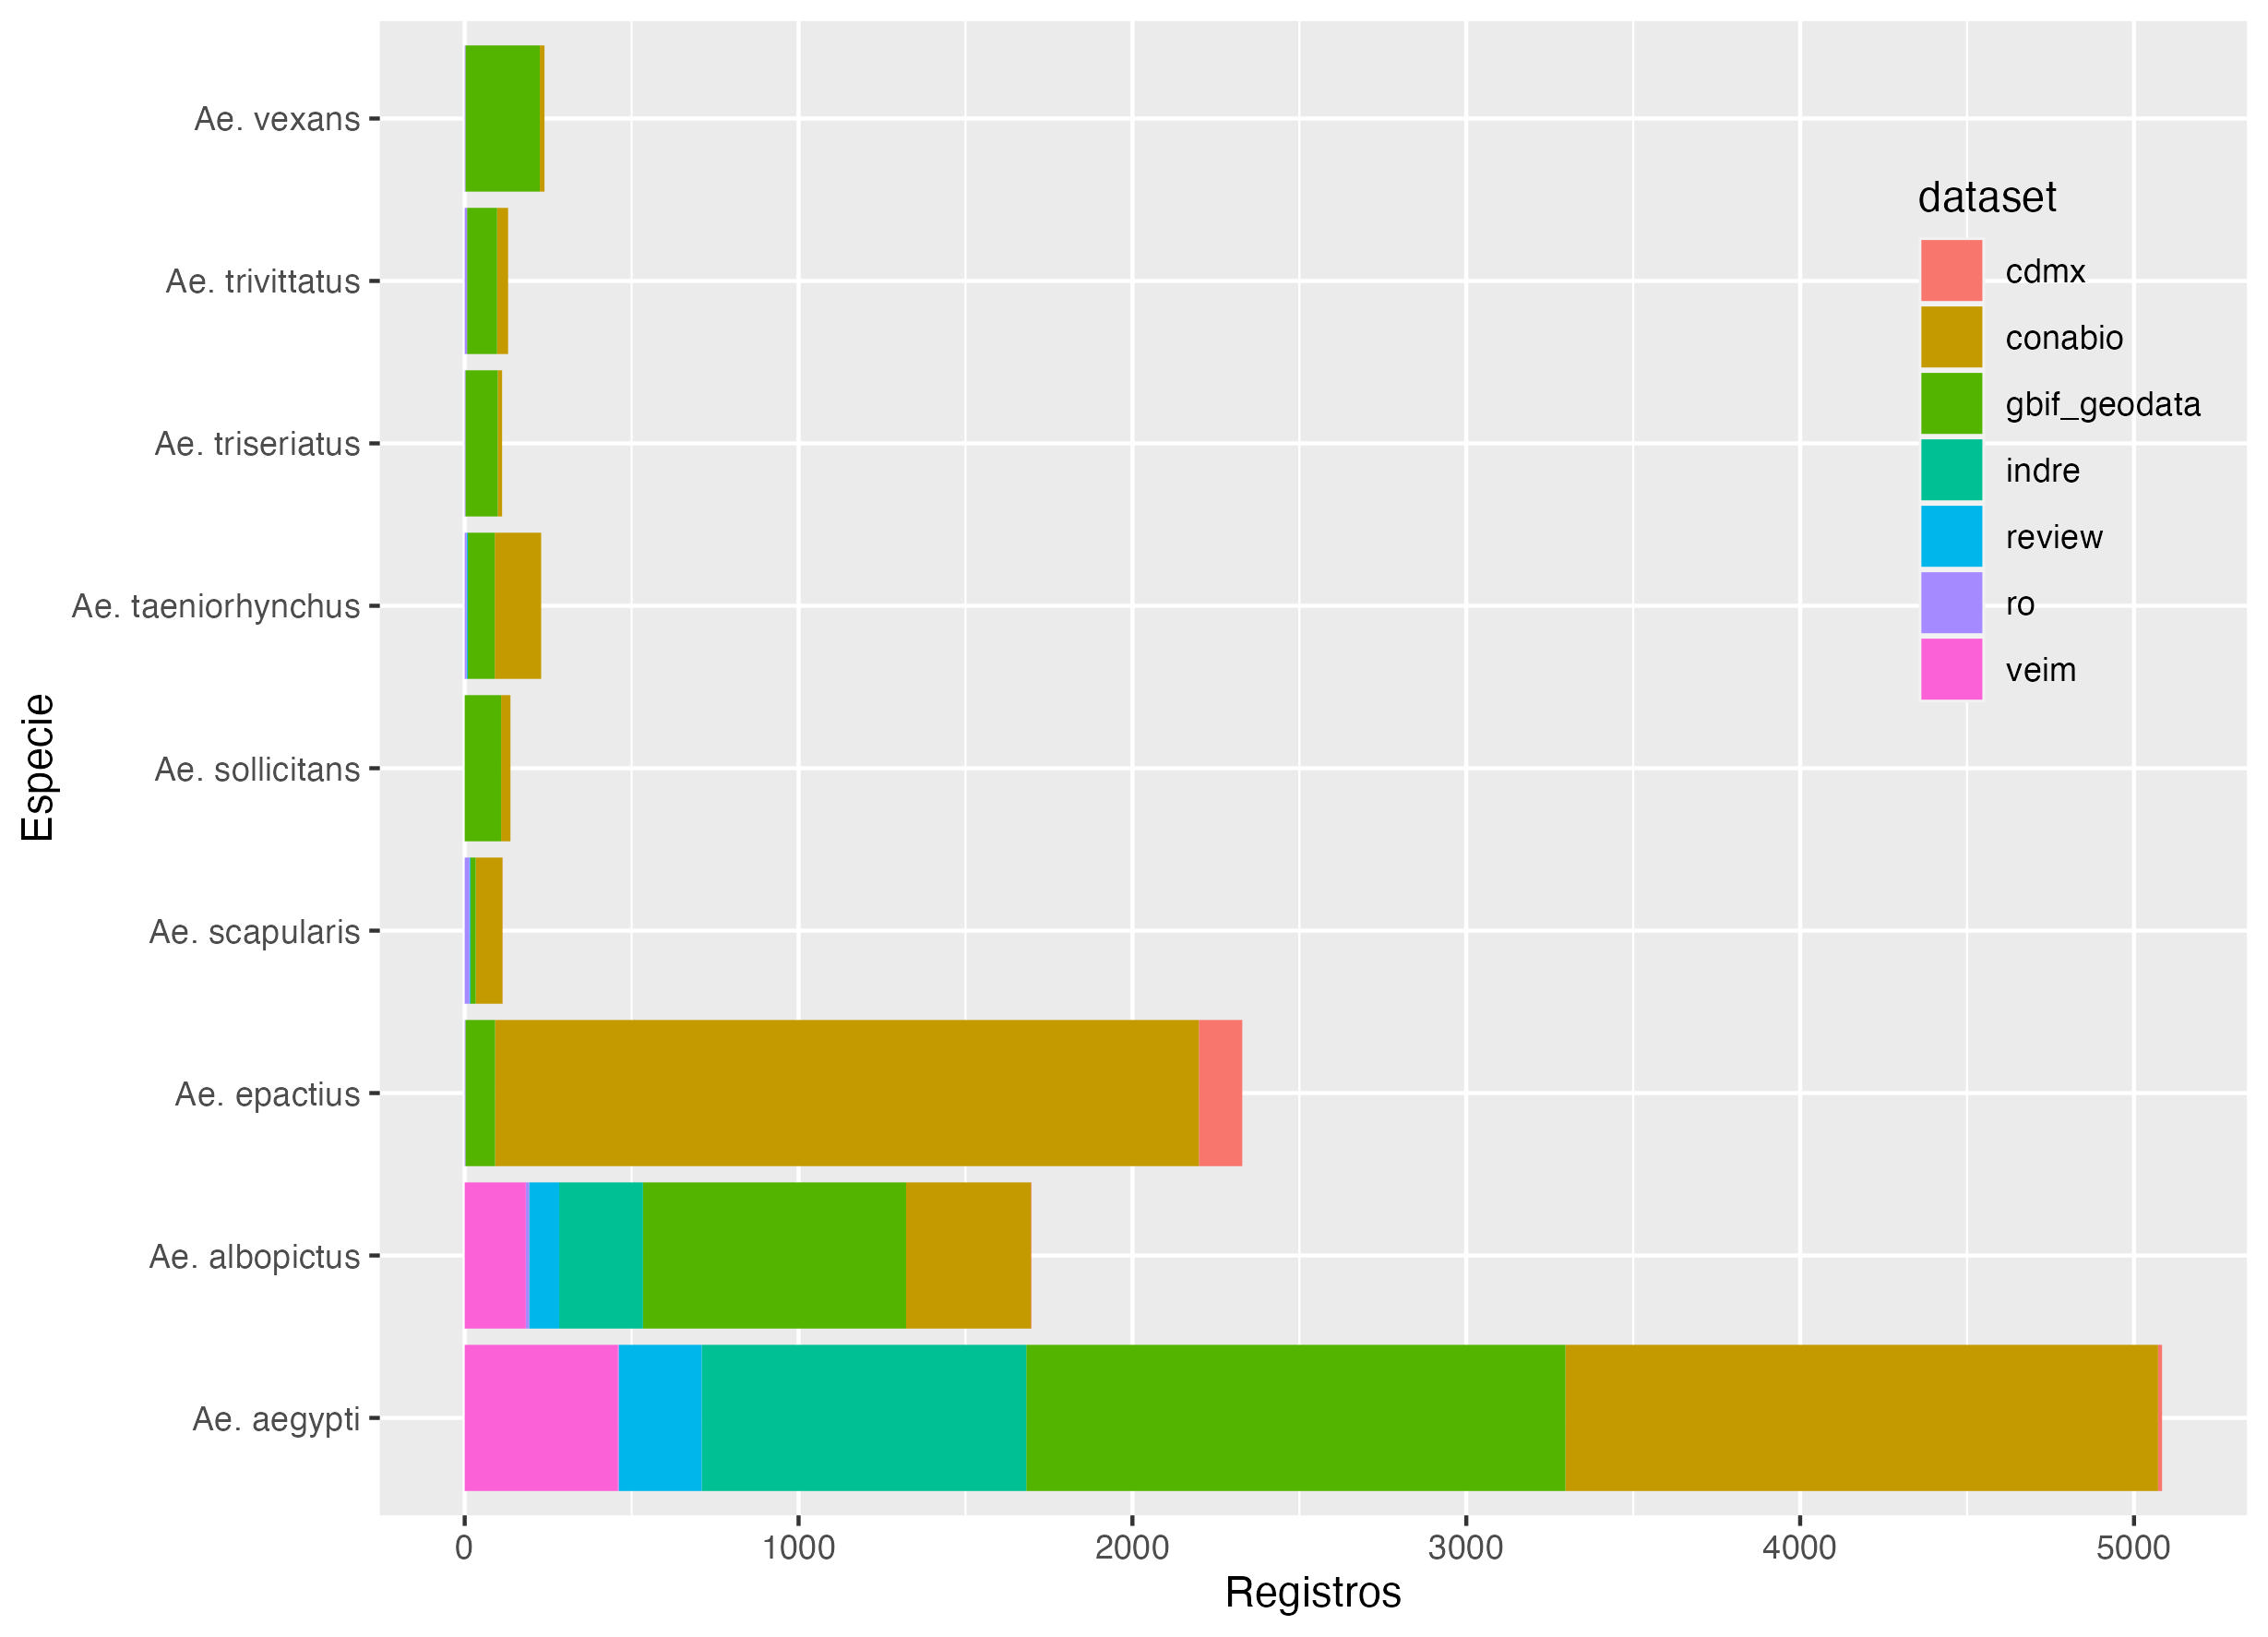 Especie
Ae. vexans
Ae. trivittatus
Ae. triseriatus
Ae. taeniorhynchus
Ae. sollicitans
Ae. scapularis
Ae. epactius
Ae. albopictus
Ae. aegypti
0 1000 2000 3000 4000 5000
Registros
dataset
cdmx
conabio
gbif_geodata
indre
review
ro
veim